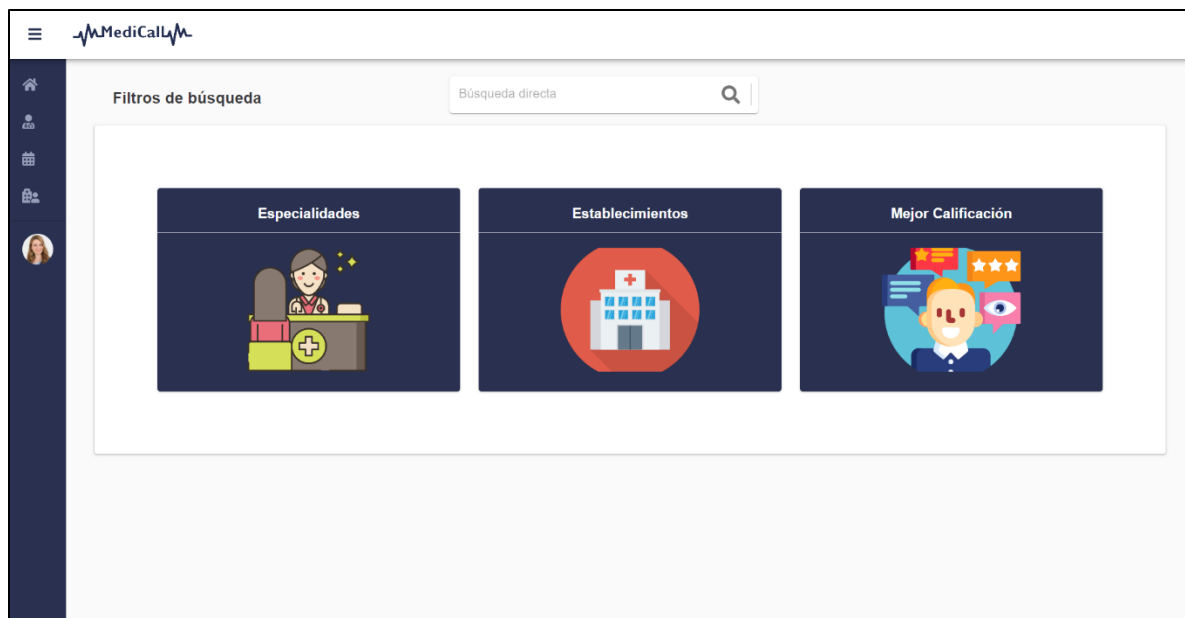 MediCall
Filtros de búsqueda
Búsqueda directa
Especialidades
Establecimientos
Mejor Calificación